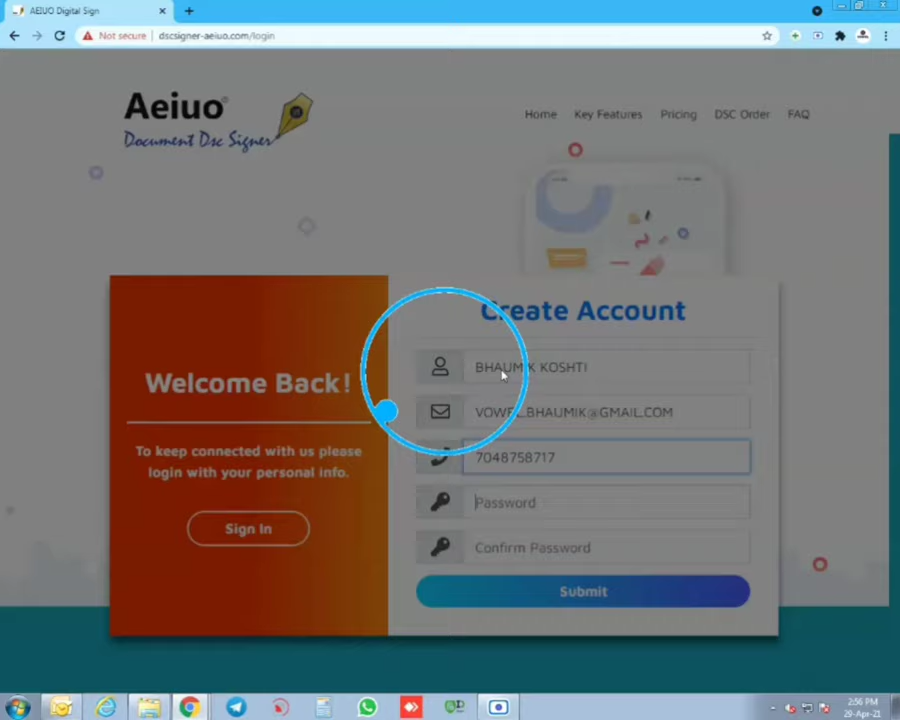 AEIUO Digital Sign
Not secure
dscsigner-aeiuo.com/login
Aeiuo®
Document Dsc Signer
Home
Key Features
Pricing
DSC Order
FAQ
Welcome Back!
To keep connected with us please
login with your personal info.
Sign In
Create Account
BHAUMIK KOSHTI
VOWEL.BHAUMIK@GMAIL.COM
7048758717
Password
Confirm Password
Submit
2:56 PM
29-Apr-21